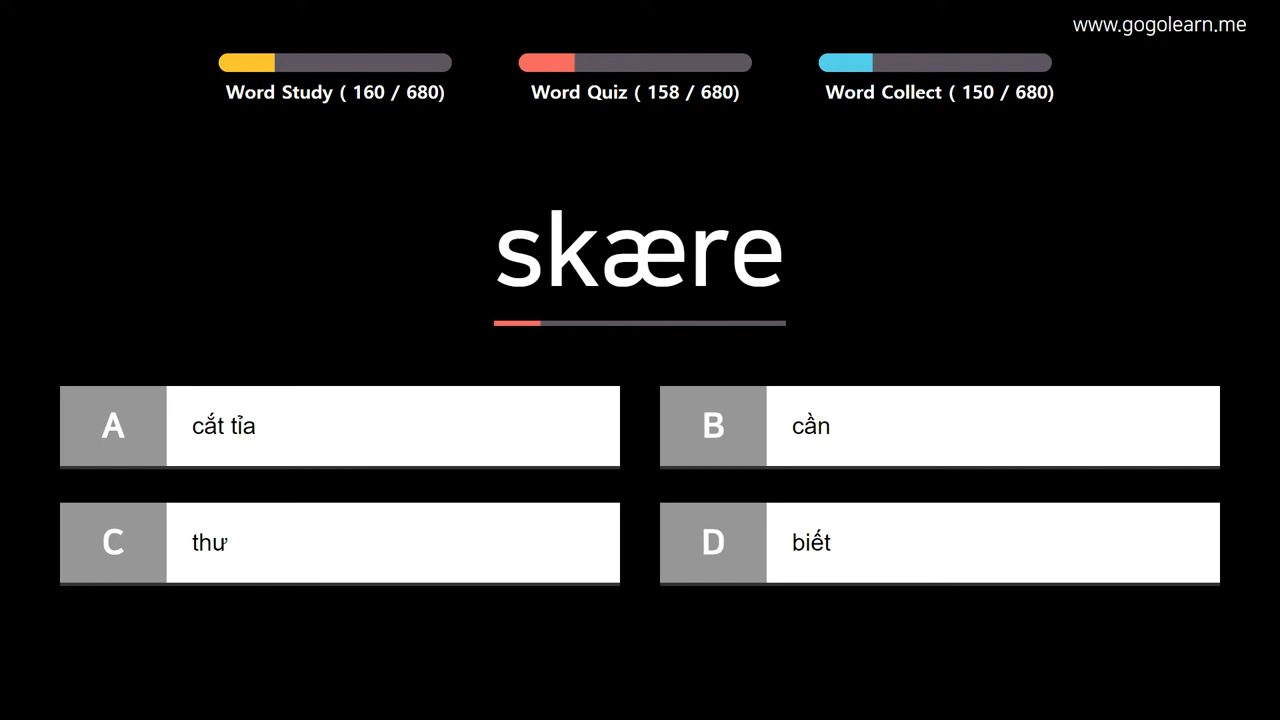 www.gogolearn.me
Word Study ( 160 / 680)
Word Quiz ( 158 / 680)
Word Collect ( 150 / 680)
skære
A cắt tỉa
B cần
C thư
D biết